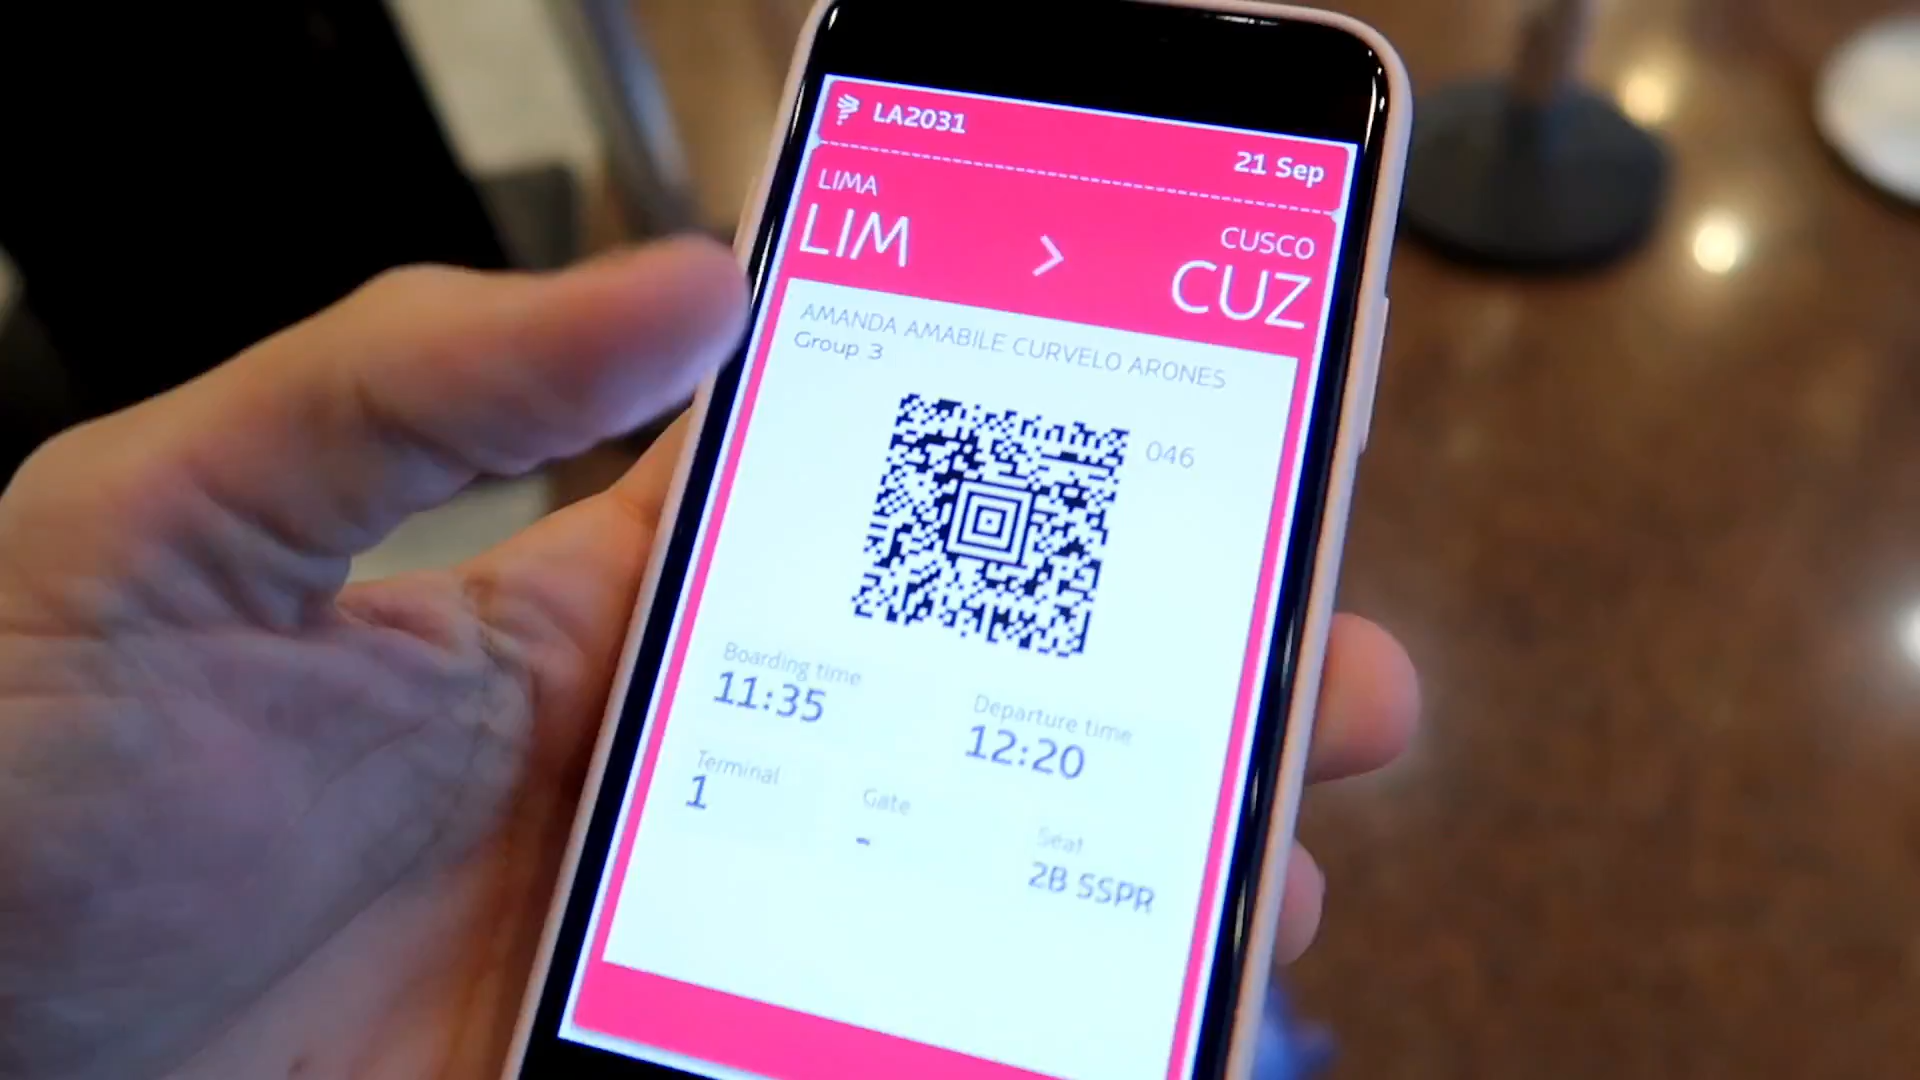 LA2031
21 Sep
LIMA
LIM > CUZ
CUSCO
AMANDA AMABILE CURVELO ARONES
Group 3
046
Boarding time
11:35
Departure time
12:20
Terminal
1
Gate
-
Seat
2B SSPR